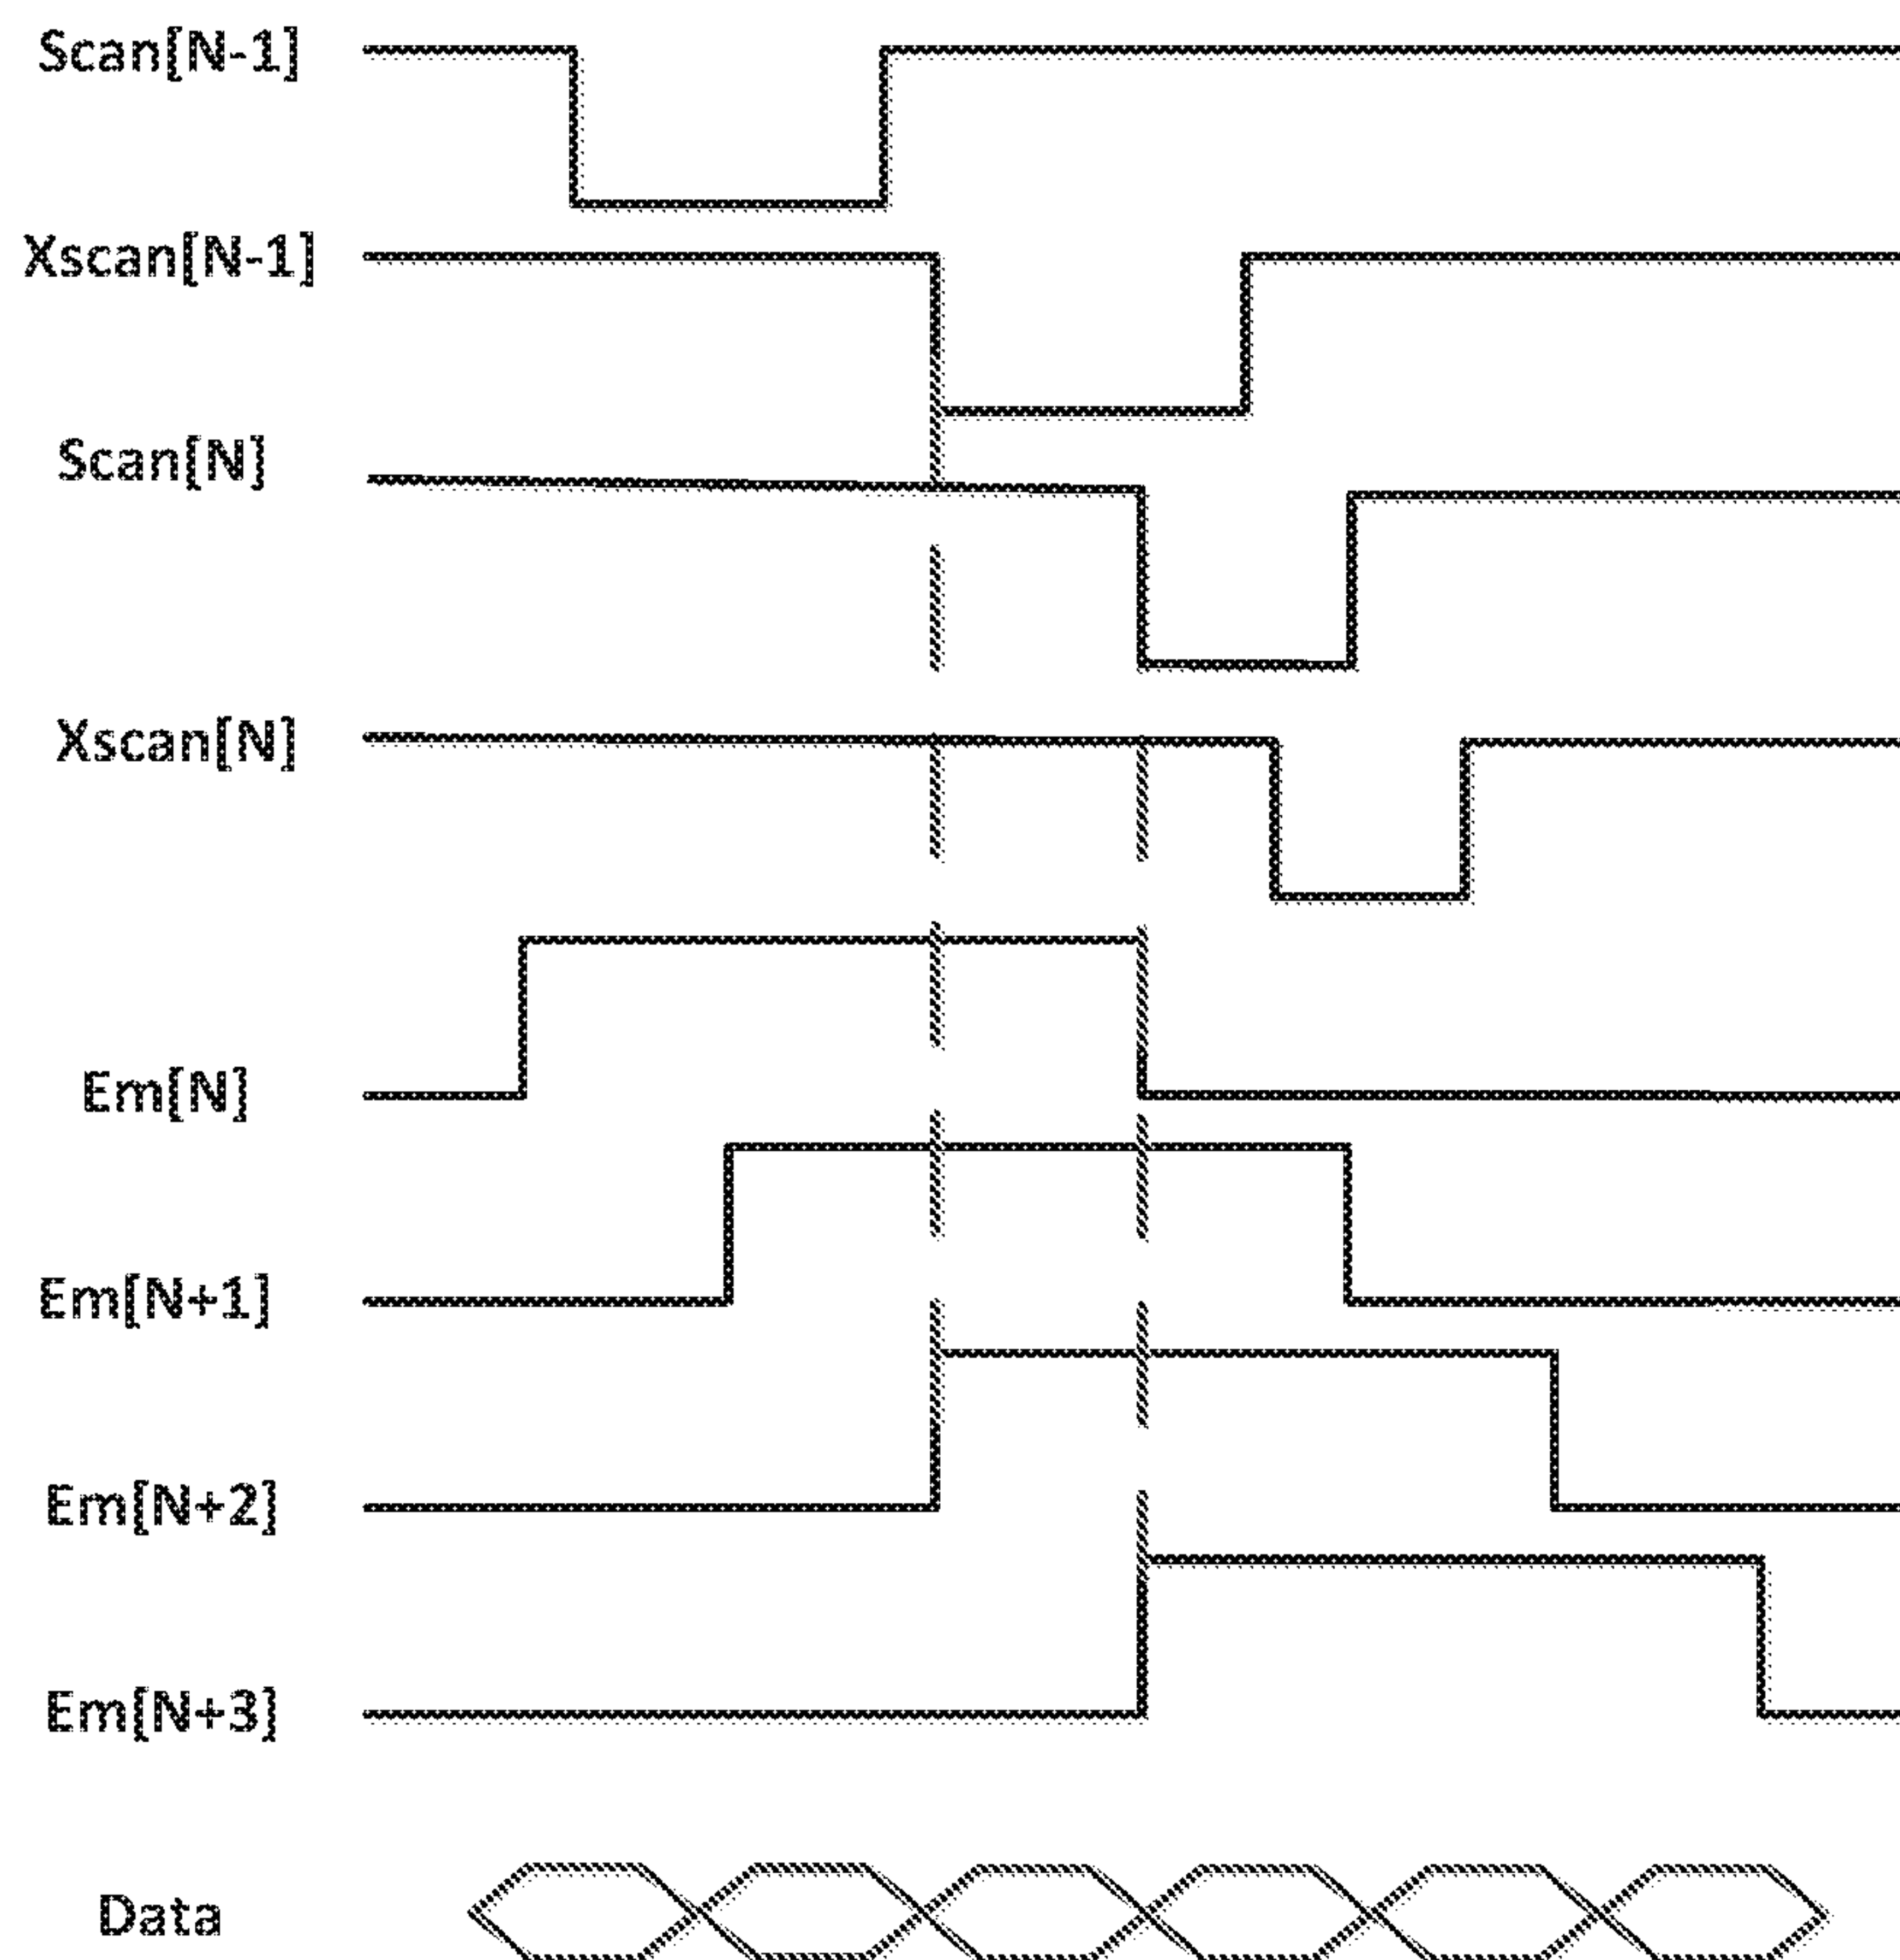 Scan[N-1]
Xscan[N-1]
Scan[N]
Xscan[N]
Em[N]
Em[N+1]
Em[N+2]
Em[N+3]
Data